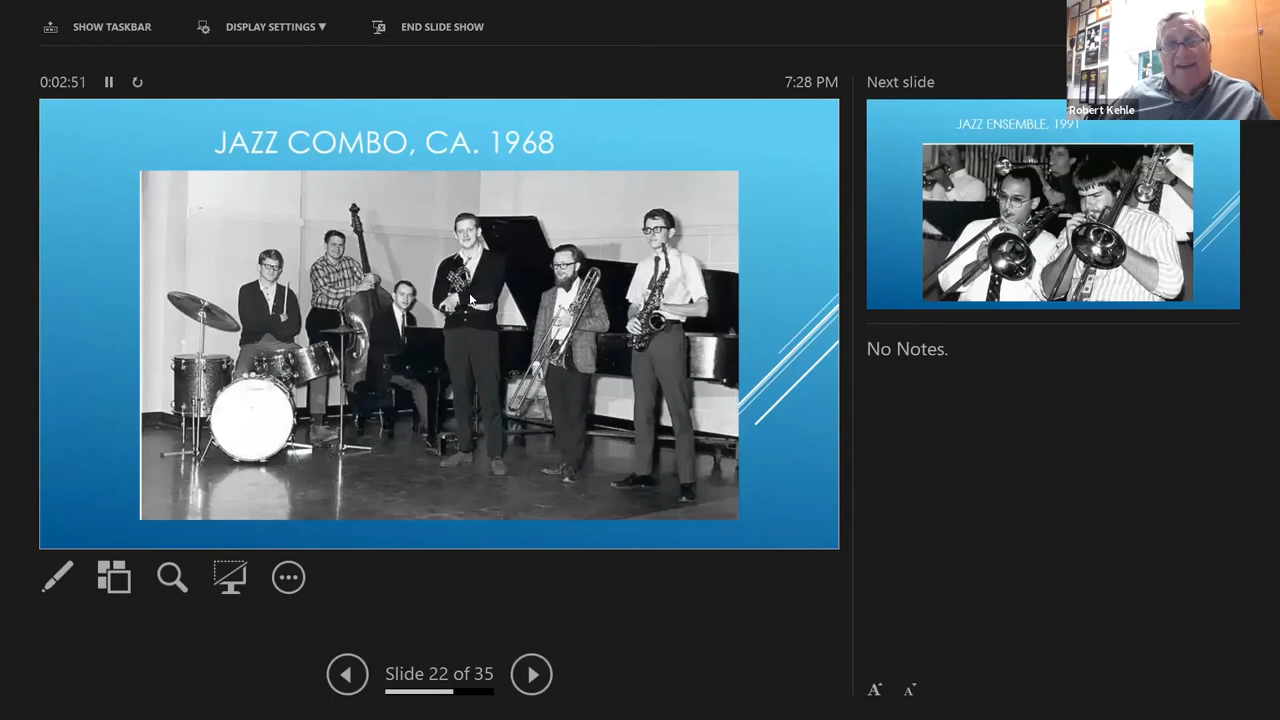 SHOW TASKBAR
DISPLAY SETTINGS ▼
END SLIDE SHOW
0:02:51
7:28 PM
Next slide
Robert Kehle
JAZZ COMBO, CA. 1968
JAZZ ENSEMBLE, 1991
No Notes.
Slide 22 of 35
A
A